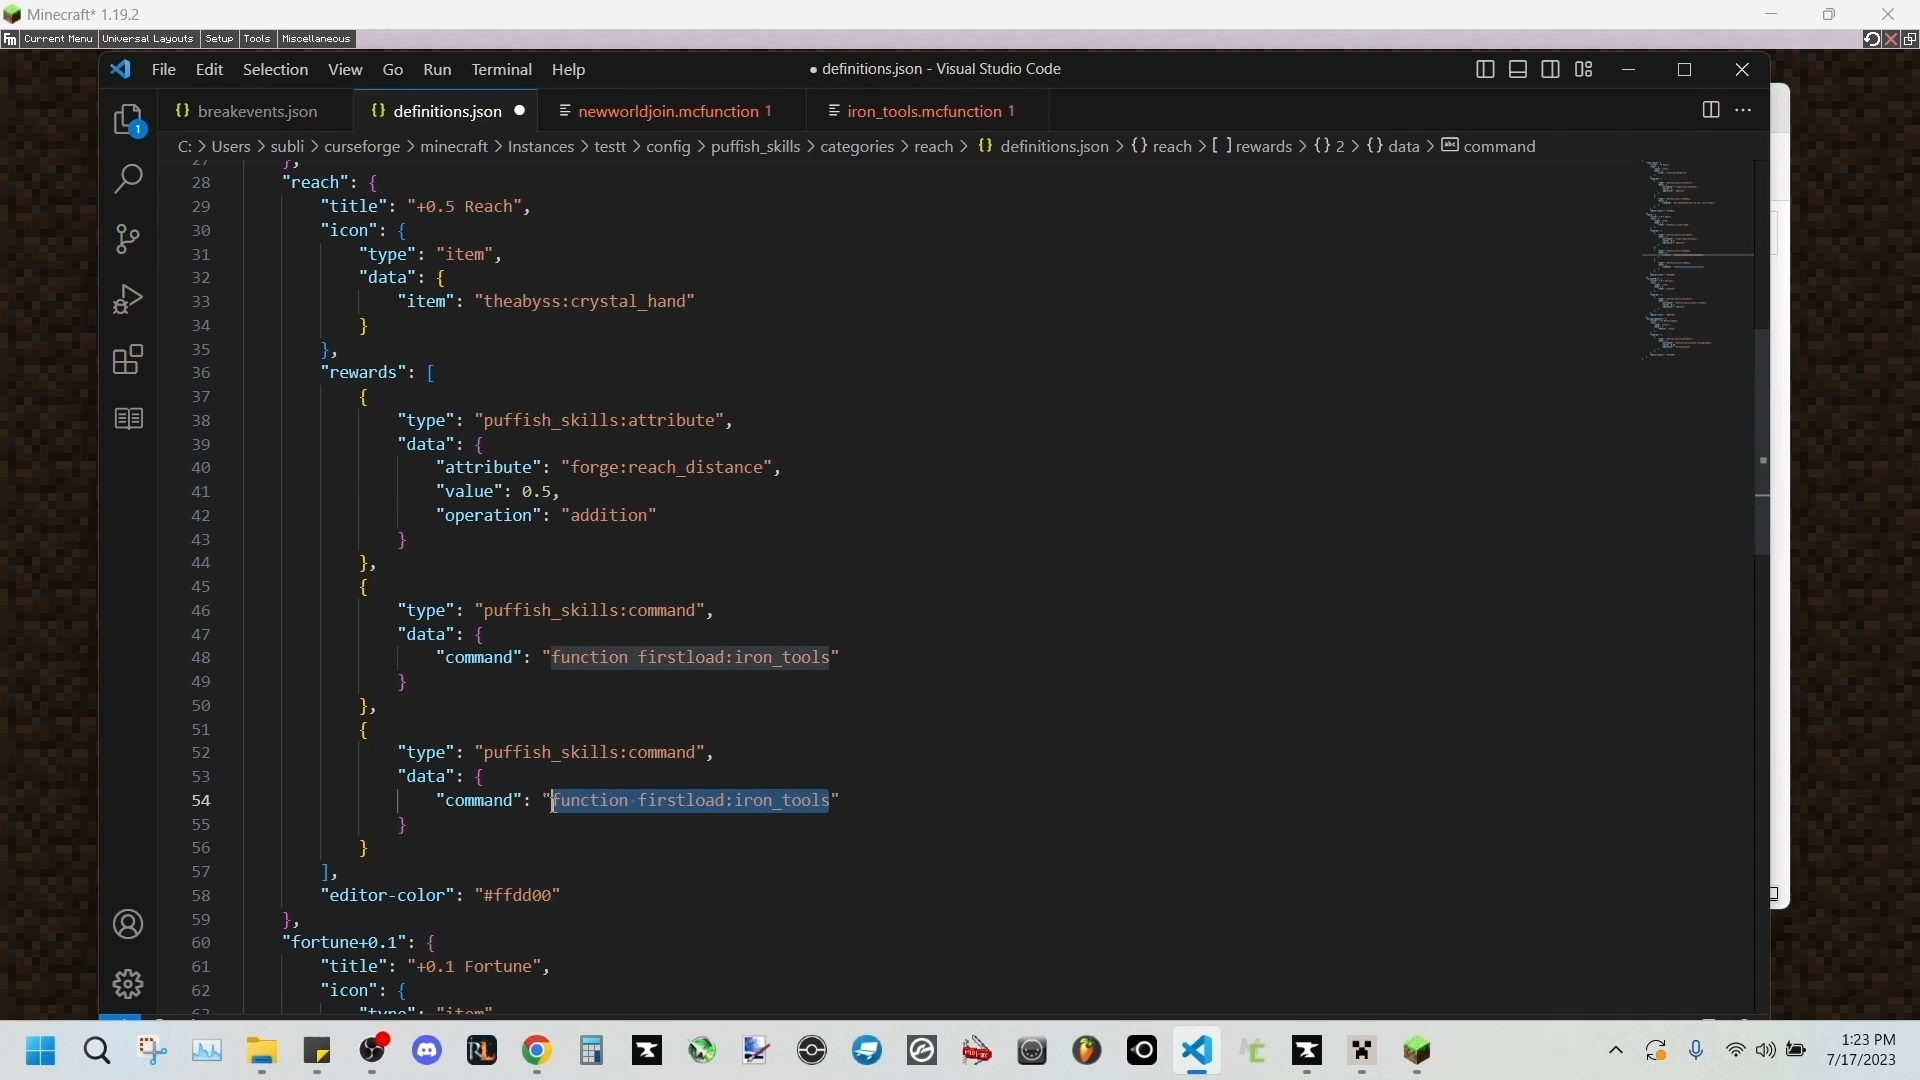 Minecraft* 1.19.2
Fm Current Menu Universal Layouts Setup Tools Miscellaneous
File Edit Selection View Go Run Terminal Help
● definitions.json - Visual Studio Code
{} breakevents.json
{} definitions.json ●
newworldjoin.mcfunction 1
iron_tools.mcfunction 1
1
C: > Users > subli > curseforge > minecraft > Instances > testt > config > puffish_skills > categories > reach > {} definitions.json > {} reach > [ ] rewards > {} 2 > {} data > abc command
27 },
28 "reach": {
29 "title": "+0.5 Reach",
30 "icon": {
31 "type": "item",
32 "data": {
33 "item": "theabyss:crystal_hand"
34 }
35 },
36 "rewards": [
37 {
38 "type": "puffish_skills:attribute",
39 "data": {
40 "attribute": "forge:reach_distance",
41 "value": 0.5,
42 "operation": "addition"
43 }
44 },
45 {
46 "type": "puffish_skills:command",
47 "data": {
48 "command": "function firstload:iron_tools"
49 }
50 },
51 {
52 "type": "puffish_skills:command",
53 "data": {
54 "command": "function firstload:iron_tools"
55 }
56 }
57 ],
58 "editor-color": "#ffdd00"
59 },
60 "fortune+0.1": {
61 "title": "+0.1 Fortune",
62 "icon": {
63 "type": "item"
1:23 PM
7/17/2023